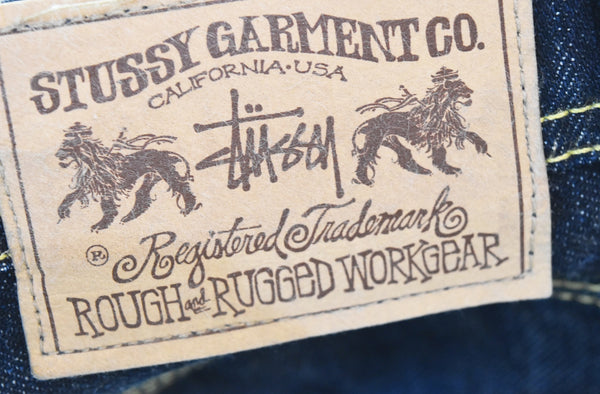 STUSSY GARMENT CO.
CALIFORNIA · USA
Stüssy
® Registered Trademark
ROUGH and RUGGED WORKGEAR